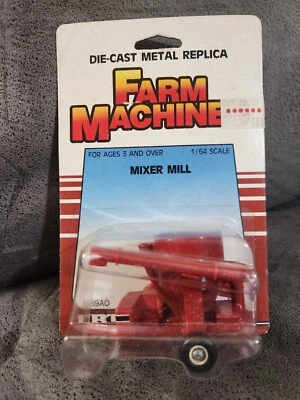 DIE-CAST METAL REPLICA
FARM
MACHINE
FOR AGES 3 AND OVER 1/64 SCALE
MIXER MILL